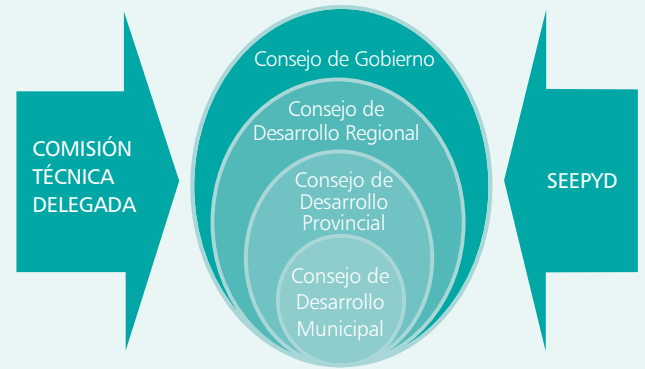 Consejo de Gobierno
Consejo de
Desarrollo Regional
Consejo de
Desarrollo
Provincial
Consejo de
Desarrollo
Municipal
COMISIÓN
TÉCNICA
DELEGADA
SEEPYD